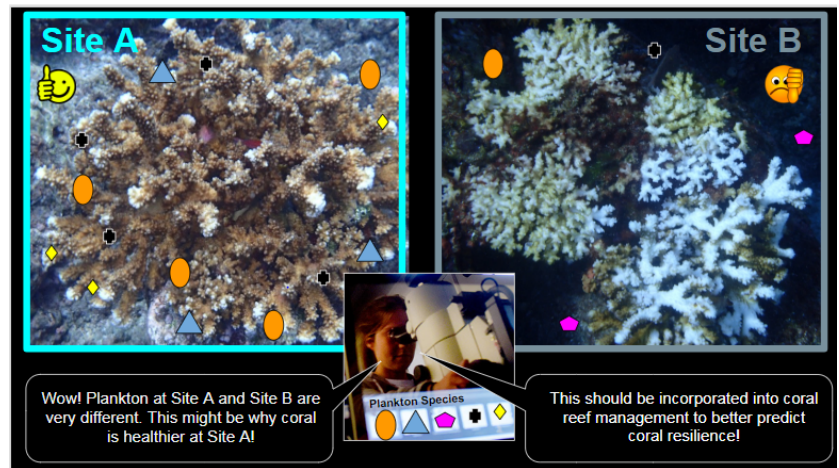 Site A
Site B
Wow! Plankton at Site A and Site B are
very different. This might be why coral
is healthier at Site A!
Plankton Species
This should be incorporated into coral
reef management to better predict
coral resilience!